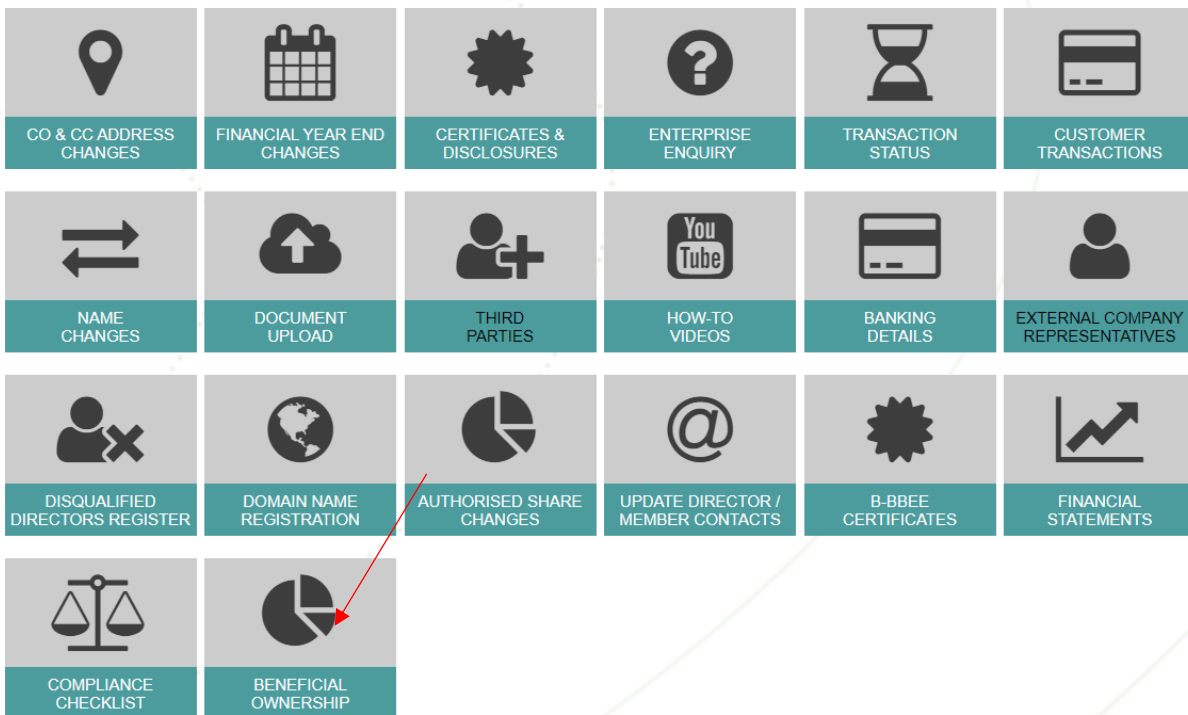 CO & CC ADDRESS
CHANGES
FINANCIAL YEAR END
CHANGES
CERTIFICATES &
DISCLOSURES
ENTERPRISE
ENQUIRY
TRANSACTION
STATUS
CUSTOMER
TRANSACTIONS
NAME
CHANGES
DOCUMENT
UPLOAD
THIRD
PARTIES
You
Tube
HOW-TO
VIDEOS
BANKING
DETAILS
EXTERNAL COMPANY
REPRESENTATIVES
DISQUALIFIED
DIRECTORS REGISTER
DOMAIN NAME
REGISTRATION
AUTHORISED SHARE
CHANGES
@
UPDATE DIRECTOR /
MEMBER CONTACTS
B-BBEE
CERTIFICATES
FINANCIAL
STATEMENTS
COMPLIANCE
CHECKLIST
BENEFICIAL
OWNERSHIP